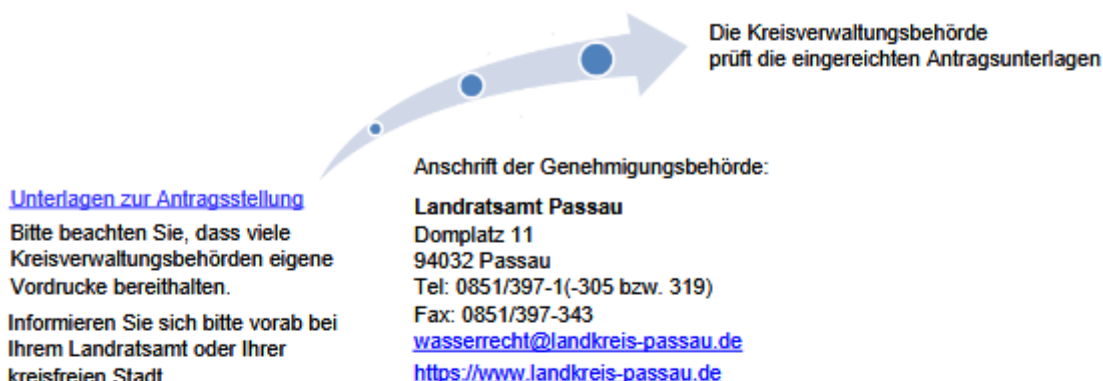 Die Kreisverwaltungsbehörde
prüft die eingereichten Antragsunterlagen
Unterlagen zur Antragsstellung
Bitte beachten Sie, dass viele
Kreisverwaltungsbehörden eigene
Vordrucke bereithalten.
Informieren Sie sich bitte vorab bei
Ihrem Landratsamt oder Ihrer
kreisfreien Stadt
Anschrift der Genehmigungsbehörde:
Landratsamt Passau
Domplatz 11
94032 Passau
Tel: 0851/397-1(-305 bzw. 319)
Fax: 0851/397-343
wasserrecht@landkreis-passau.de
https://www.landkreis-passau.de